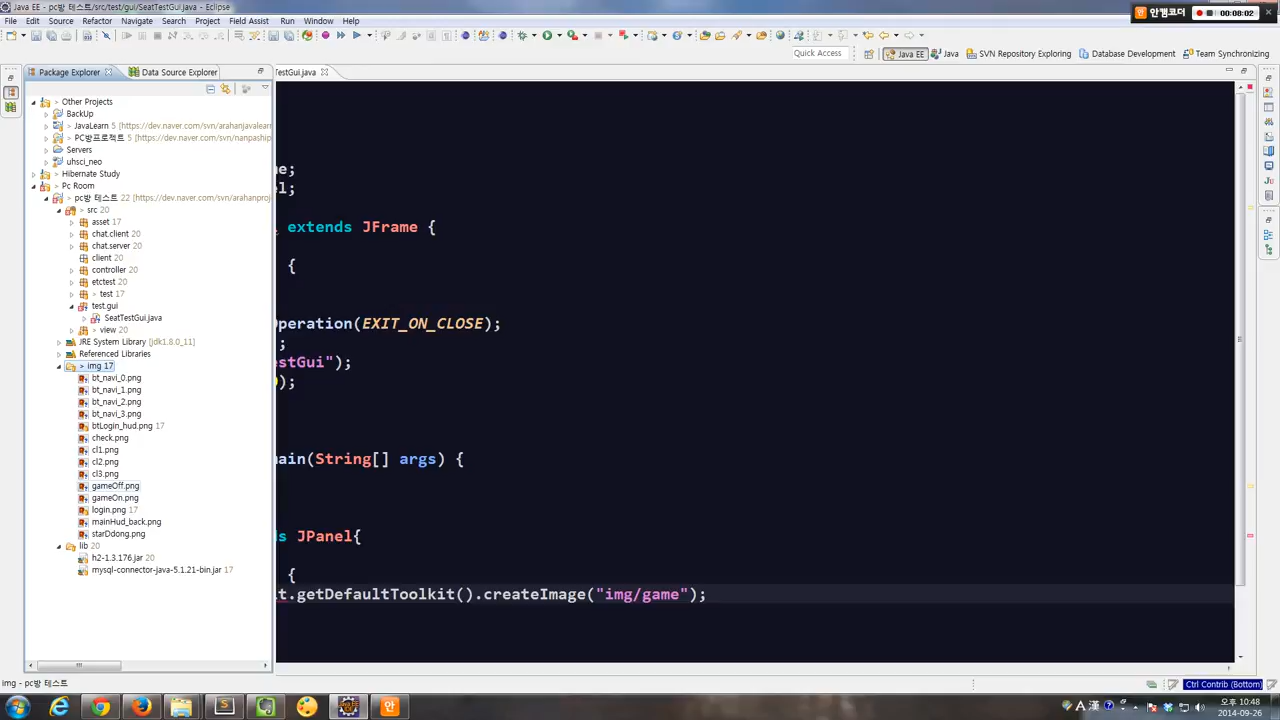 Java EE - pc방 테스트/src/test/gui/SeatTestGui.java - Eclipse
안캠코더 00:08:02
File Edit Source Refactor Navigate Search Project Field Assist Run Window Help
Quick Access Java EE Java SVN Repository Exploring Database Development Team Synchronizing
Package Explorer Data Source Explorer
TestGui.java
Other Projects
BackUp
JavaLearn 5 [https://dev.naver.com/svn/arahanjavalearn
PC방프로젝트 5 [https://dev.naver.com/svn/nanpaship
Servers
uhsci_neo
> Hibernate Study
> Pc Room
> pc방 테스트 22 [https://dev.naver.com/svn/arahanproj
> src 20
asset 17
chat.client 20
chat.server 20
client 20
controller 20
etctest 20
> test 17
test.gui
SeatTestGui.java
> view 20
JRE System Library [jdk1.8.0_11]
Referenced Libraries
> img 17
bt_navi_0.png
bt_navi_1.png
bt_navi_2.png
bt_navi_3.png
btLogin_hud.png 17
check.png
cl1.png
cl2.png
cl3.png
gameOff.png
gameOn.png
login.png 17
mainHud_back.png
starDdong.png
lib 20
h2-1.3.176.jar 20
mysql-connector-java-5.1.21-bin.jar 17
me;
el;
extends JFrame {
{
Operation(EXIT_ON_CLOSE);
;
estGui");
);
main(String[] args) {
ds JPanel{
{
it.getDefaultToolkit().createImage("img/game");
img - pc방 테스트
Ctrl Contrib (Bottom)
오후 10:48
2014-09-26